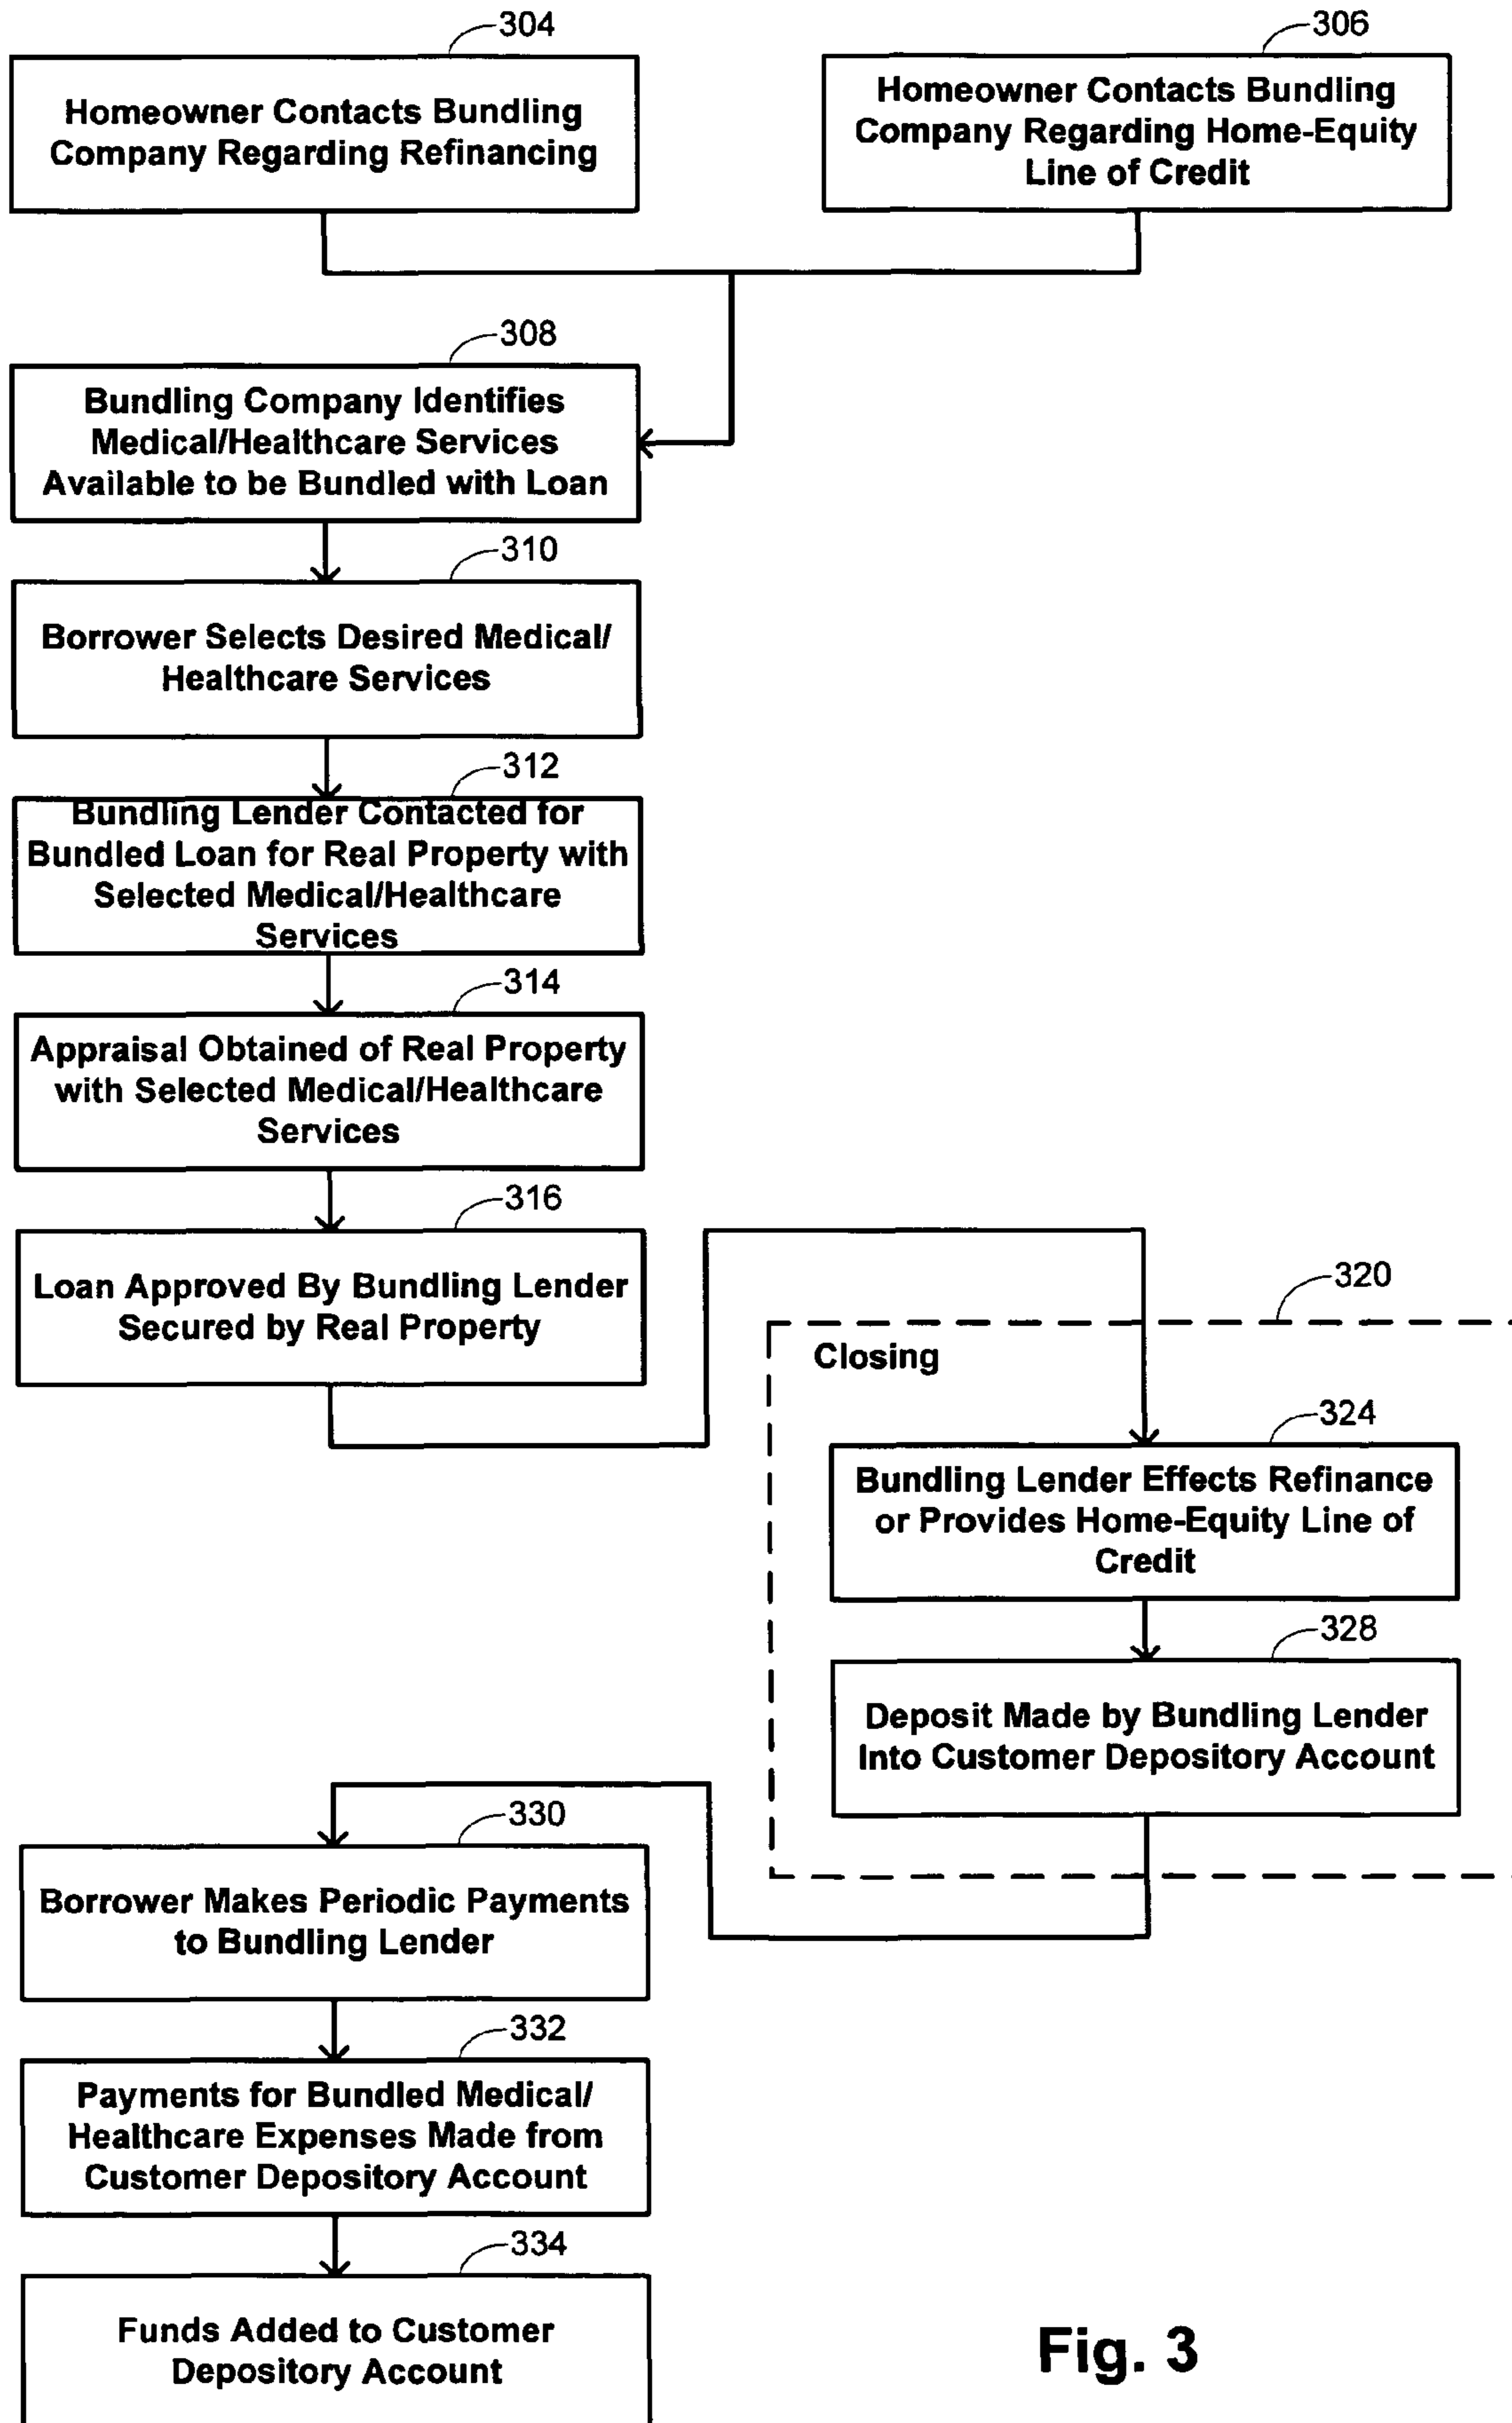 304
Homeowner Contacts Bundling
Company Regarding Refinancing
306
Homeowner Contacts Bundling
Company Regarding Home-Equity
Line of Credit
308
Bundling Company Identifies
Medical/Healthcare Services
Available to be Bundled with Loan
310
Borrower Selects Desired Medical/
Healthcare Services
312
Bundling Lender Contacted for
Bundled Loan for Real Property with
Selected Medical/Healthcare
Services
314
Appraisal Obtained of Real Property
with Selected Medical/Healthcare
Services
316
Loan Approved By Bundling Lender
Secured by Real Property
320
Closing
324
Bundling Lender Effects Refinance
or Provides Home-Equity Line of
Credit
328
Deposit Made by Bundling Lender
Into Customer Depository Account
330
Borrower Makes Periodic Payments
to Bundling Lender
332
Payments for Bundled Medical/
Healthcare Expenses Made from
Customer Depository Account
334
Funds Added to Customer
Depository Account
Fig. 3